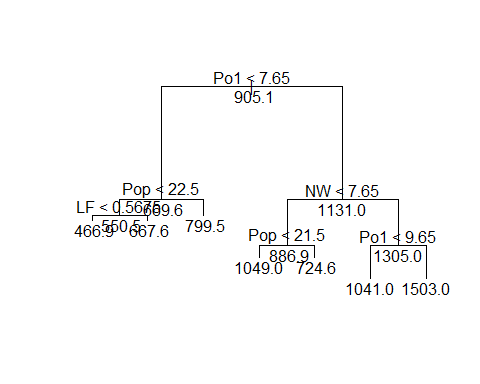 Po1 < 7.65
905.1
Pop < 22.5
669.6
LF < 0.5675
550.5
466.9
667.6
799.5
NW < 7.65
1131.0
Pop < 21.5
886.9
1049.0
724.6
Po1 < 9.65
1305.0
1041.0
1503.0